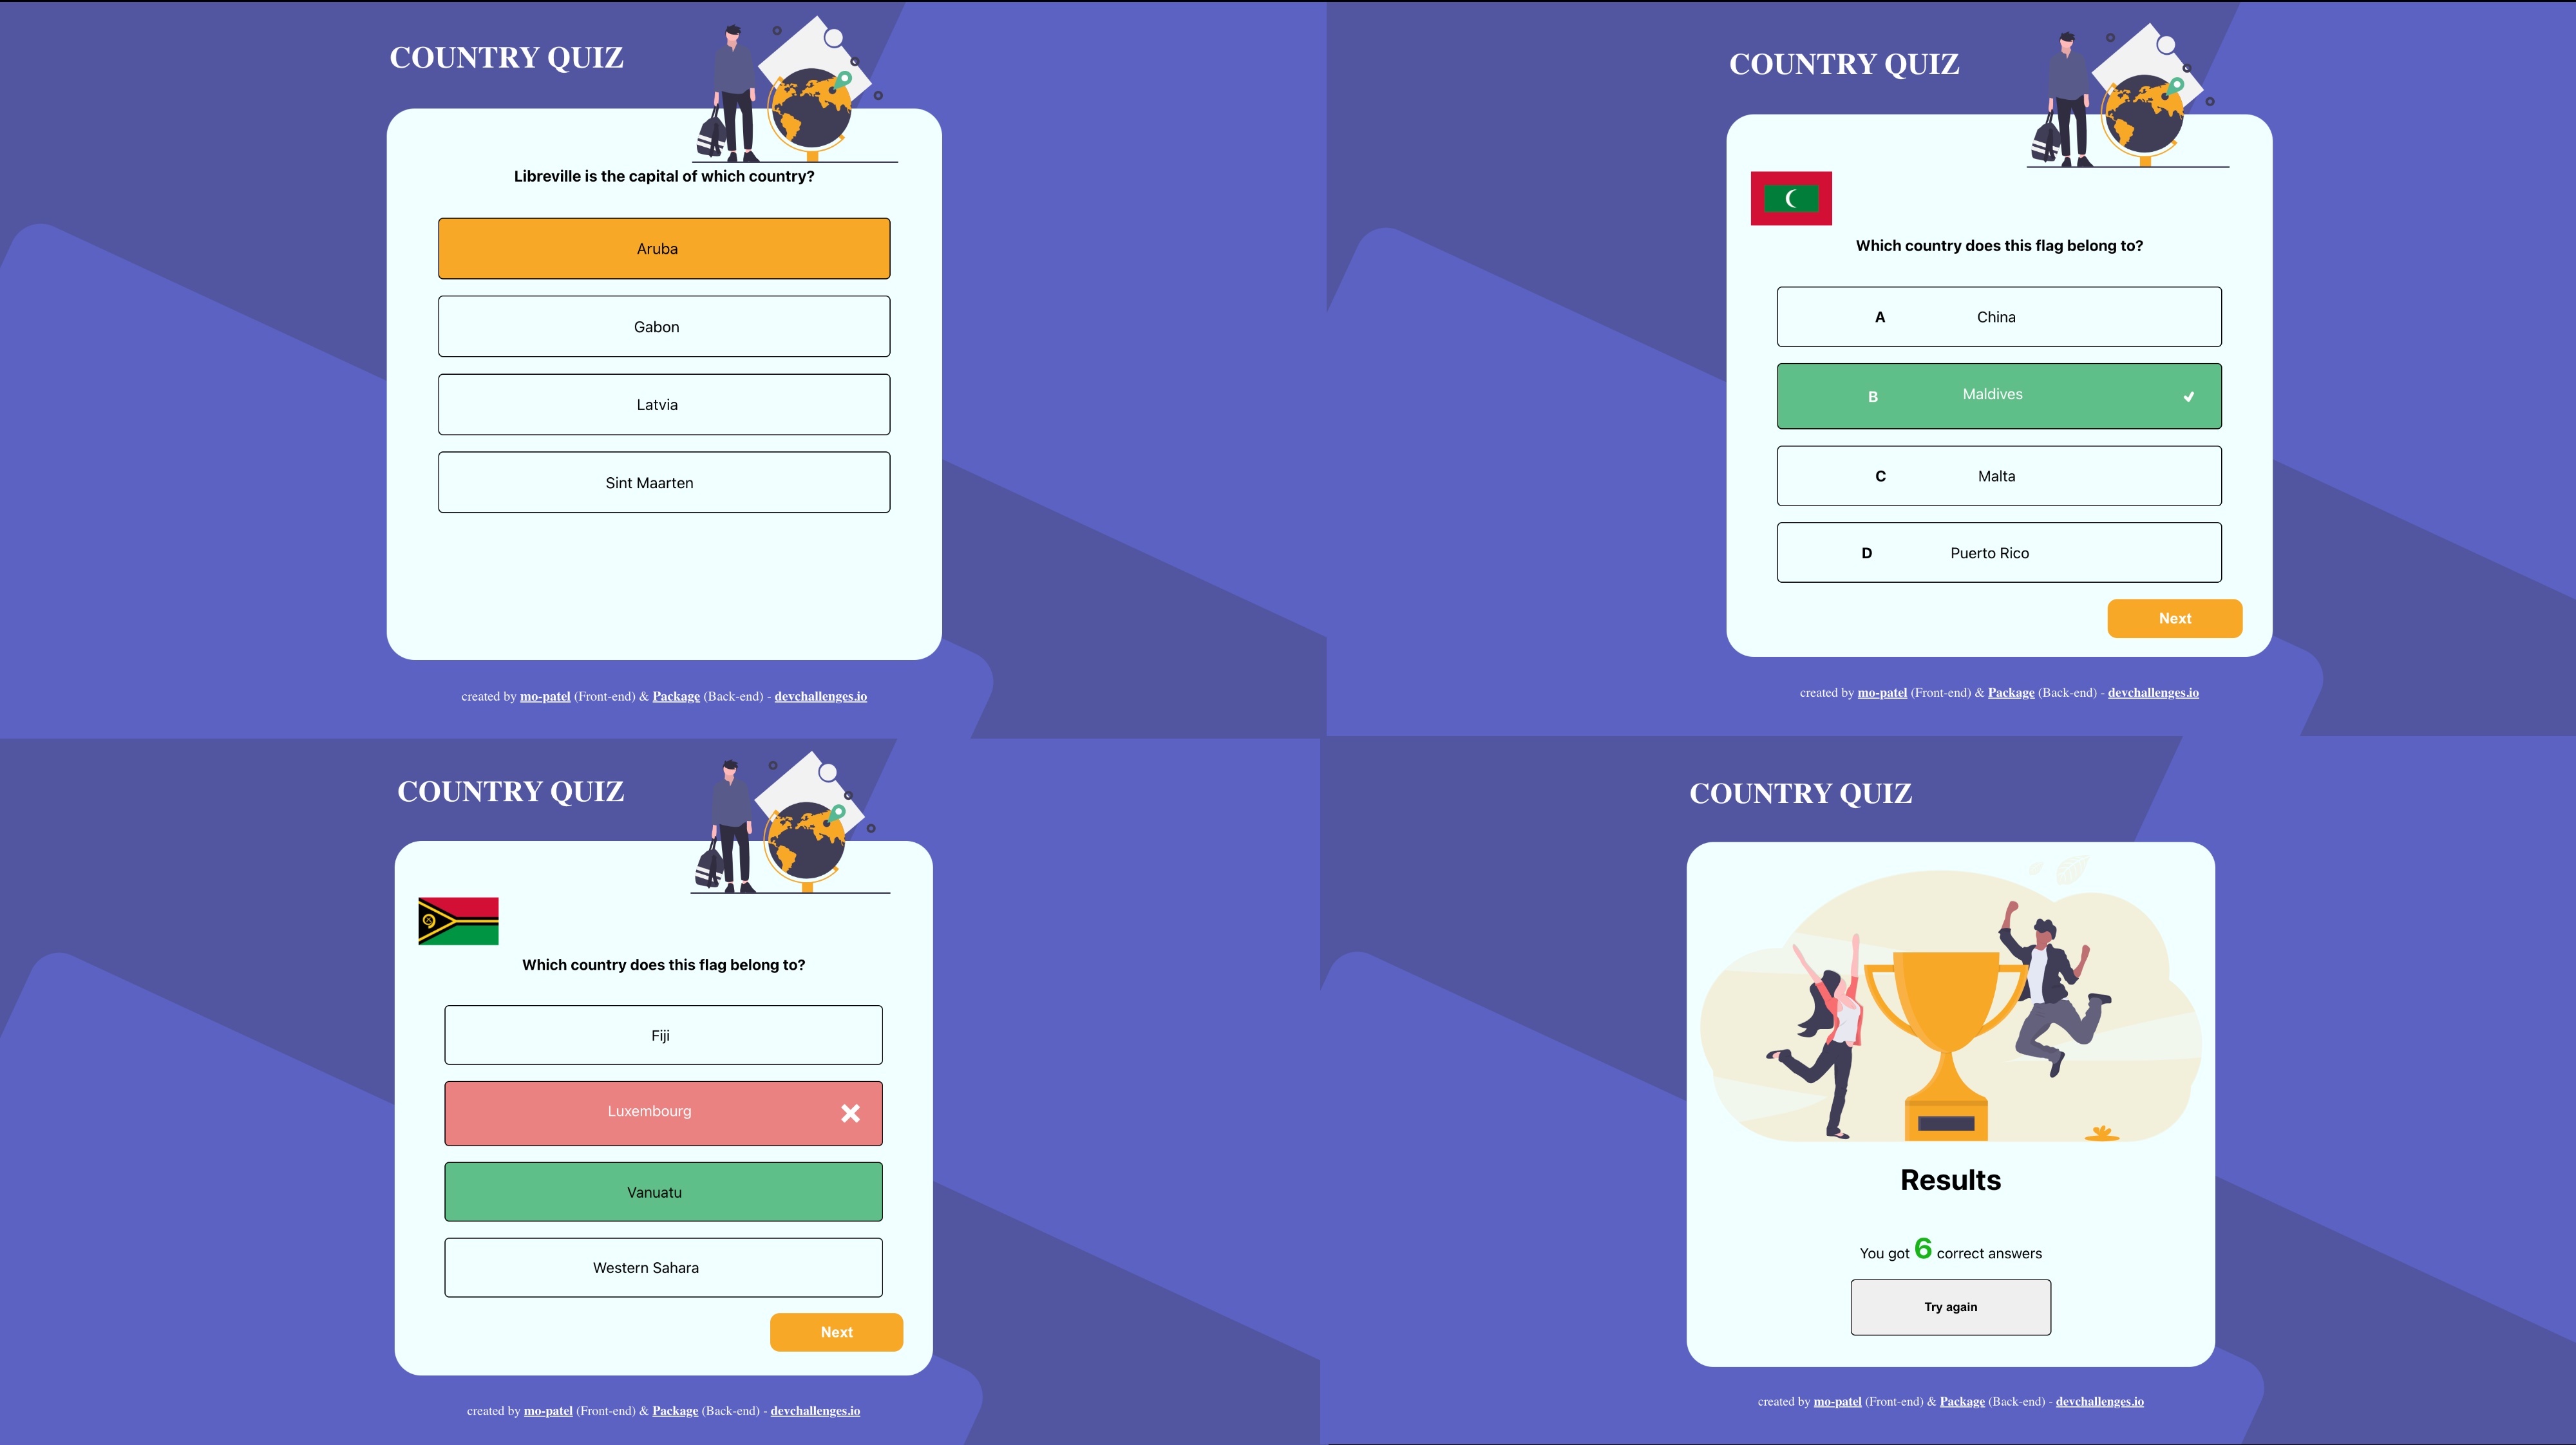 COUNTRY QUIZ
Libreville is the capital of which country?
Aruba
Gabon
Latvia
Sint Maarten
created by mo-patel (Front-end) & Package (Back-end) - devchallenges.io
COUNTRY QUIZ
Which country does this flag belong to?
A China
B Maldives
C Malta
D Puerto Rico
Next
created by mo-patel (Front-end) & Package (Back-end) - devchallenges.io
COUNTRY QUIZ
Which country does this flag belong to?
Fiji
Luxembourg
Vanuatu
Western Sahara
Next
created by mo-patel (Front-end) & Package (Back-end) - devchallenges.io
COUNTRY QUIZ
Results
You got 6 correct answers
Try again
created by mo-patel (Front-end) & Package (Back-end) - devchallenges.io